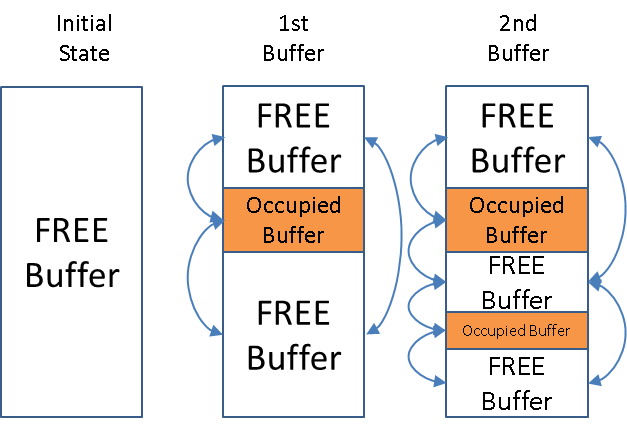 Initial
State
1st
Buffer
2nd
Buffer
FREE
Buffer
FREE
Buffer
Occupied
Buffer
FREE
Buffer
FREE
Buffer
Occupied
Buffer
FREE
Buffer
Occupied Buffer
FREE
Buffer